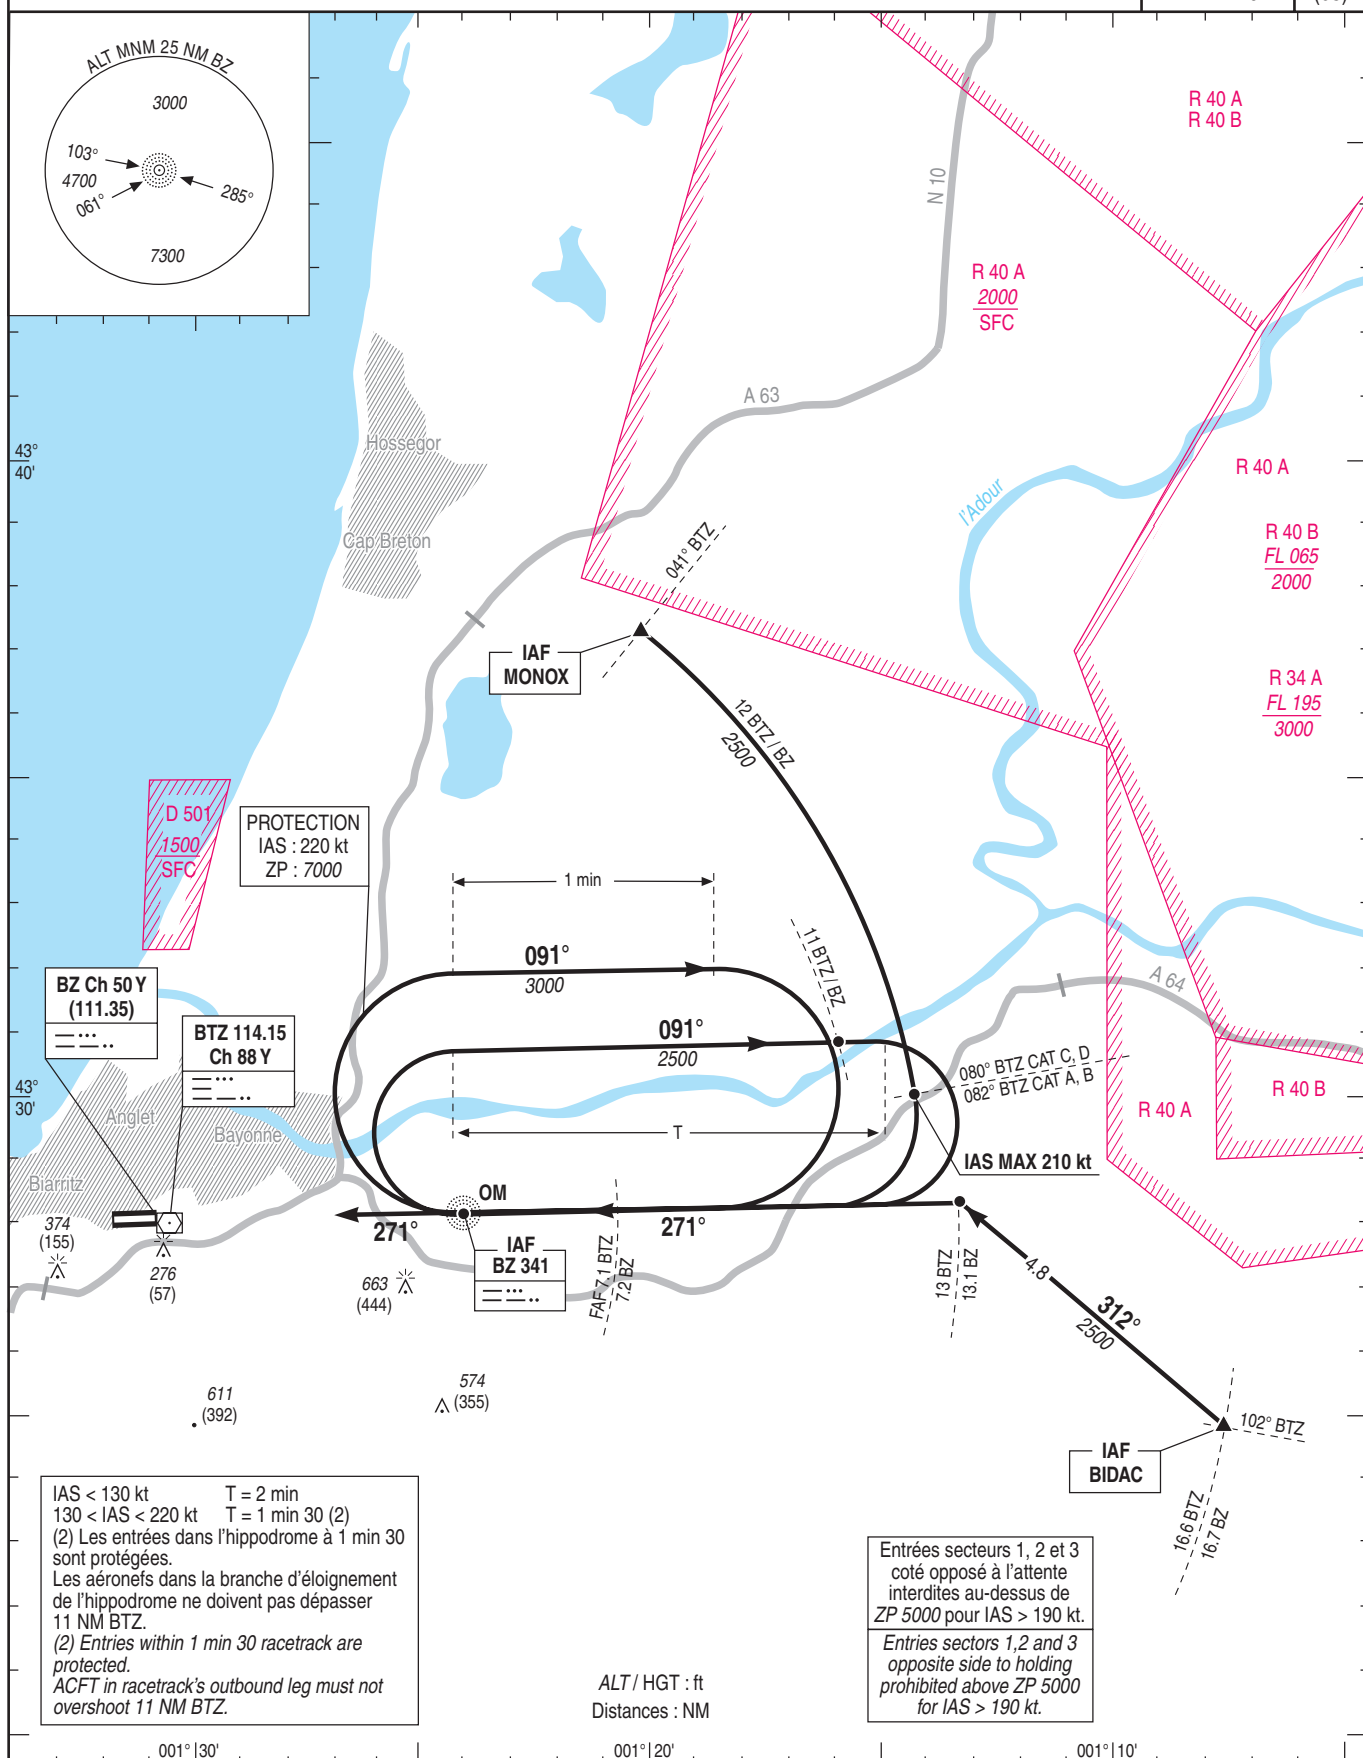 ALT MNM 25 NM BZ
3000
103°
4700
061°
285°
7300
R 40 A
R 40 B
N 10
R 40 A
2000
SFC
A 63
43°
40'
Hossegor
R 40 A
l'Adour
Cap Breton
041° BTZ
R 40 B
FL 065
2000
IAF
MONOX
R 34 A
FL 195
3000
12 BTZ / BZ
2500
D 501
1500
SFC
PROTECTION
IAS : 220 kt
ZP : 7000
1 min
11 BTZ / BZ
091°
3000
A 64
BZ Ch 50 Y
(111.35)
BTZ 114.15
Ch 88 Y
091°
2500
080° BTZ CAT C, D
082° BTZ CAT A, B
43°
30'
R 40 B
R 40 A
Anglet
Bayonne
T
IAS MAX 210 kt
Biarritz
OM
374
(155)
271°
271°
IAF
BZ 341
276
(57)
663
(444)
FAF 7.1 BTZ
7.2 BZ
13 BTZ
13.1 BZ
4.8
312°
2500
611
(392)
574
(355)
102° BTZ
IAF
BIDAC
16.6 BTZ
16.7 BZ
IAS < 130 kt T = 2 min
130 < IAS < 220 kt T = 1 min 30 (2)
(2) Les entrées dans l'hippodrome à 1 min 30
sont protégées.
Les aéronefs dans la branche d'éloignement
de l'hippodrome ne doivent pas dépasser
11 NM BTZ.
(2) Entries within 1 min 30 racetrack are
protected.
ACFT in racetrack's outbound leg must not
overshoot 11 NM BTZ.
Entrées secteurs 1, 2 et 3
coté opposé à l'attente
interdites au-dessus de
ZP 5000 pour IAS > 190 kt.
Entries sectors 1,2 and 3
opposite side to holding
prohibited above ZP 5000
for IAS > 190 kt.
ALT / HGT : ft
Distances : NM
001° 30'
001° 20'
001° 10'